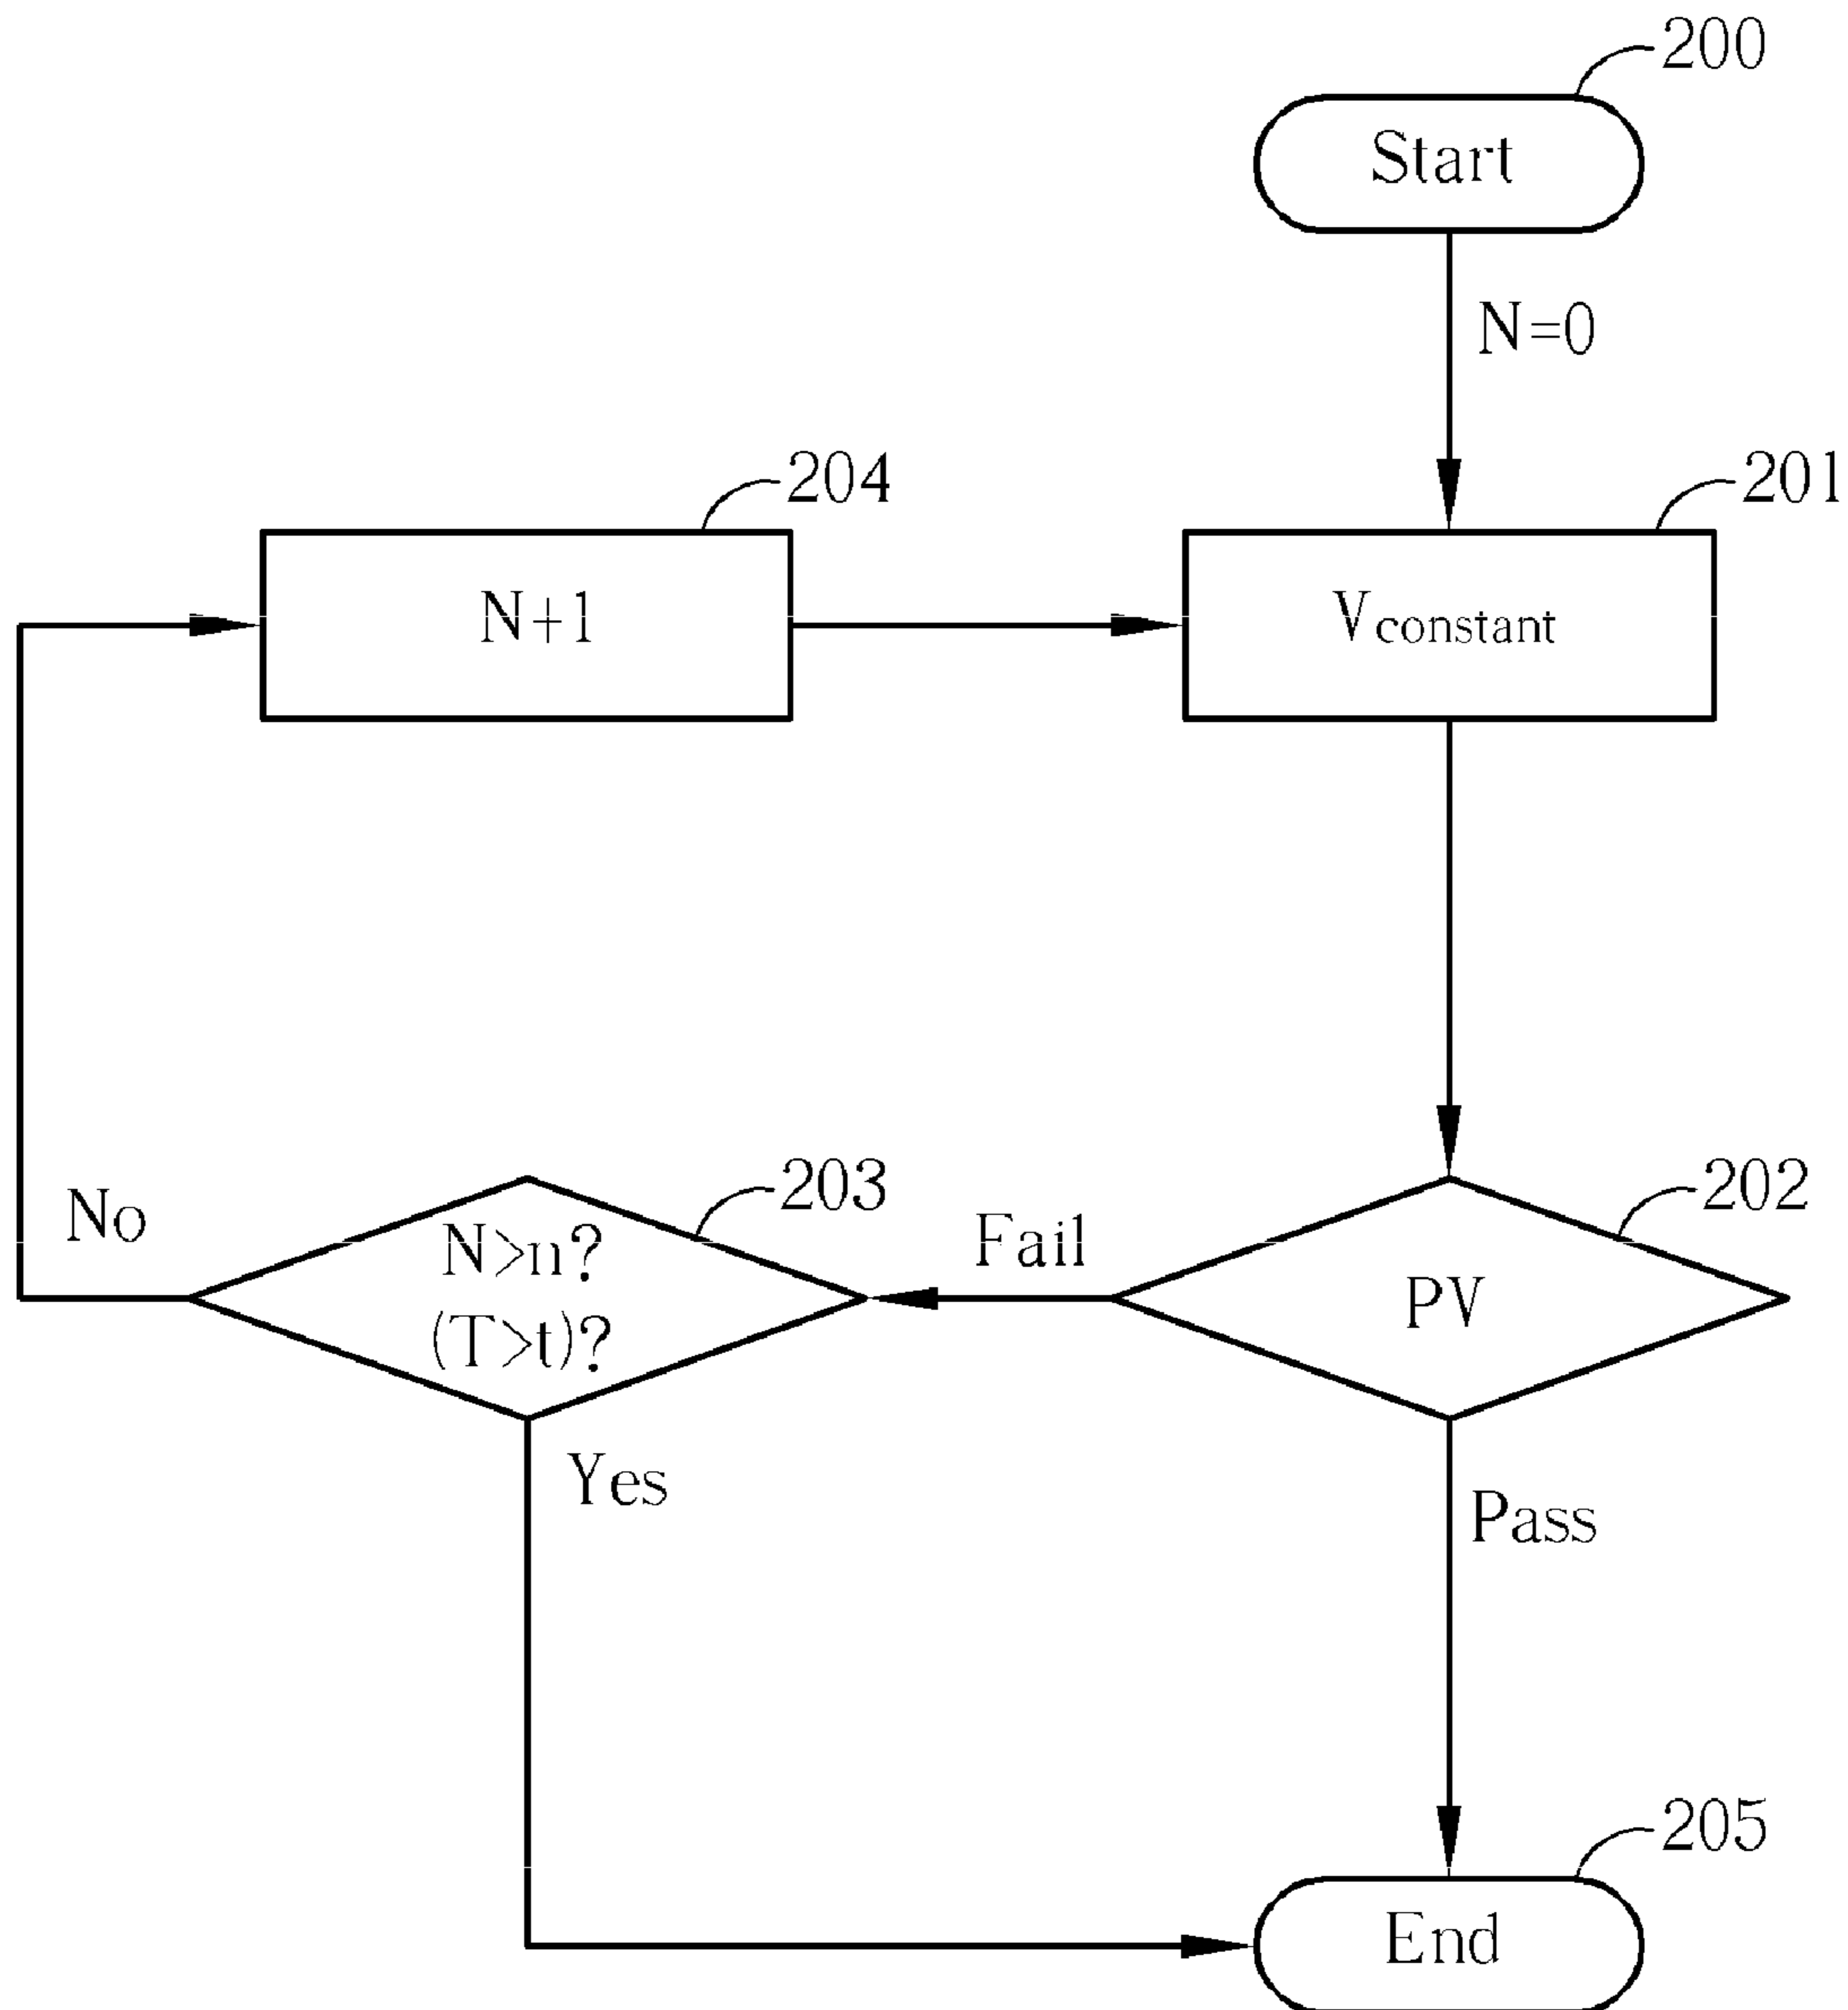 200
Start
N=0
204
201
N+1
Vconstant
203
202
No
N>n?
(T>t)?
Fail
PV
Yes
Pass
205
End